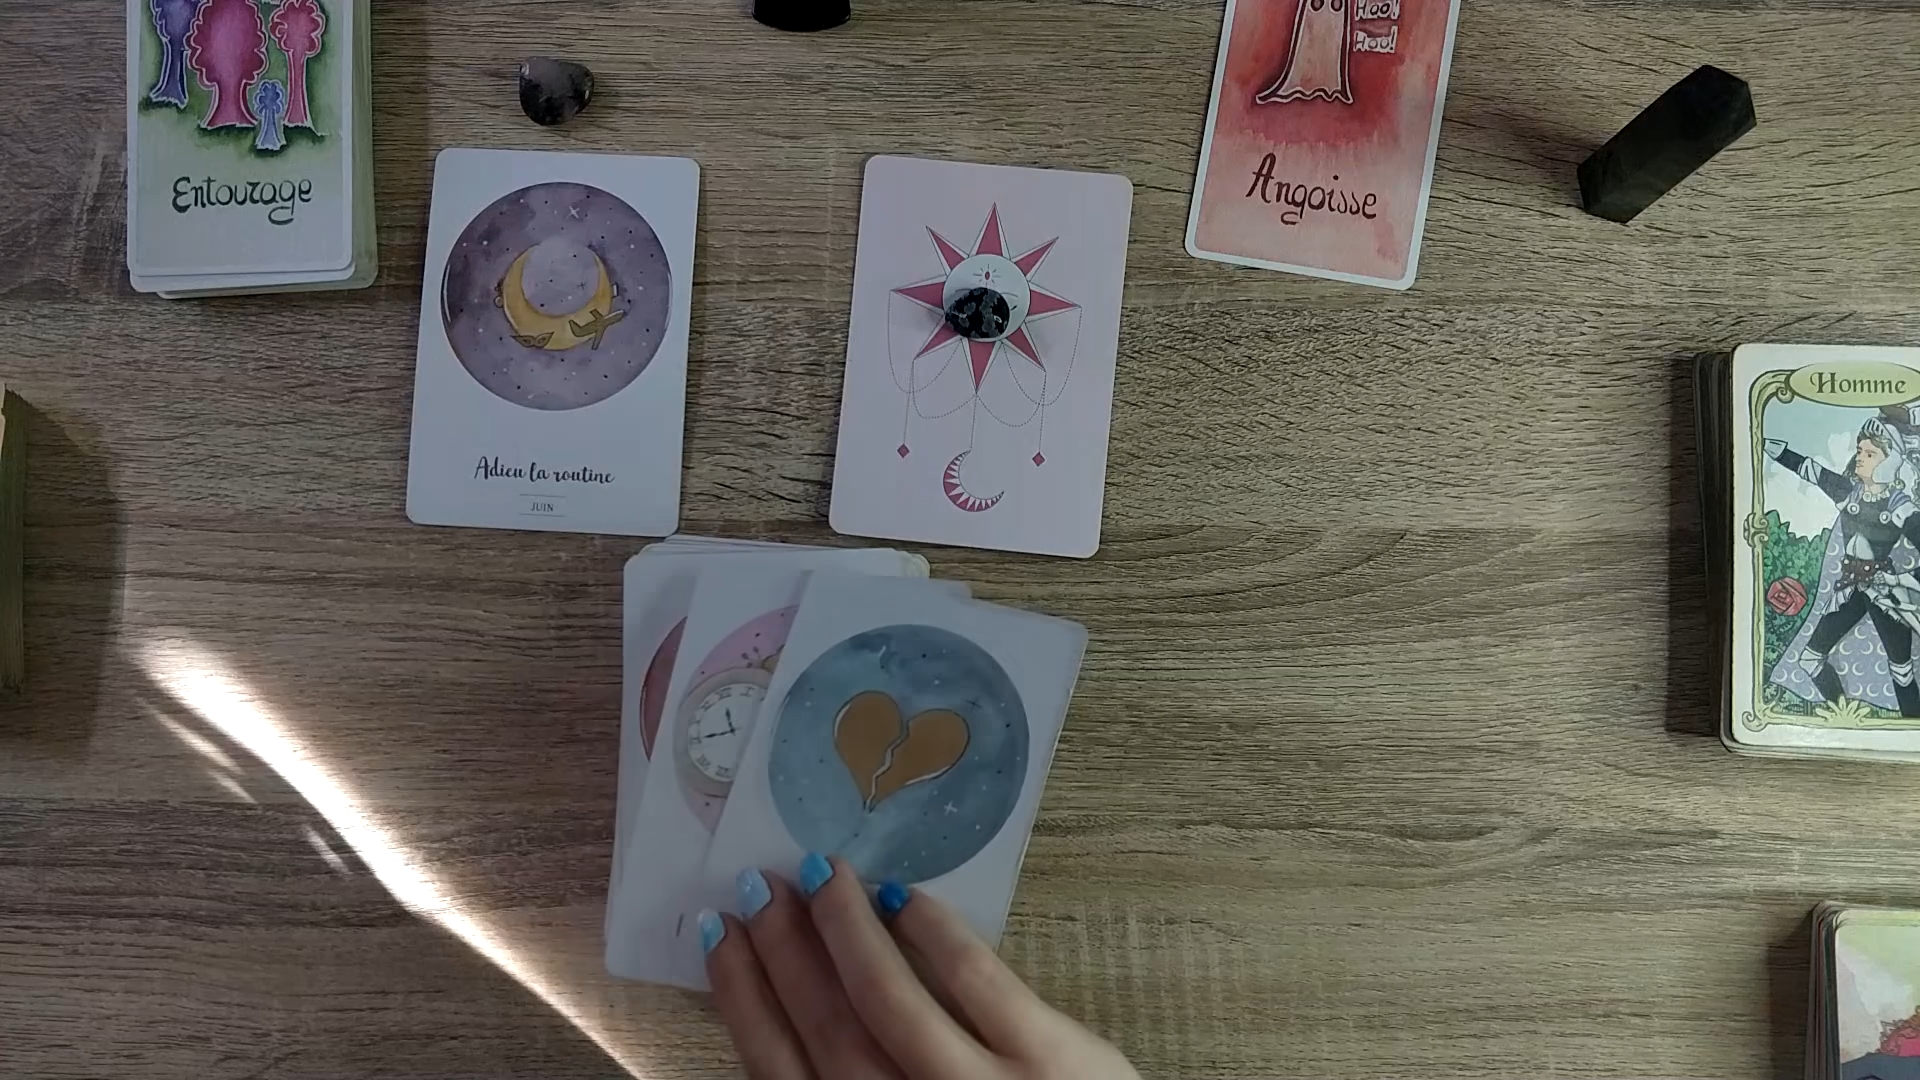 Hoo!
Hoo!
Entourage
Angoisse
Adieu la routine
JUIN
Homme